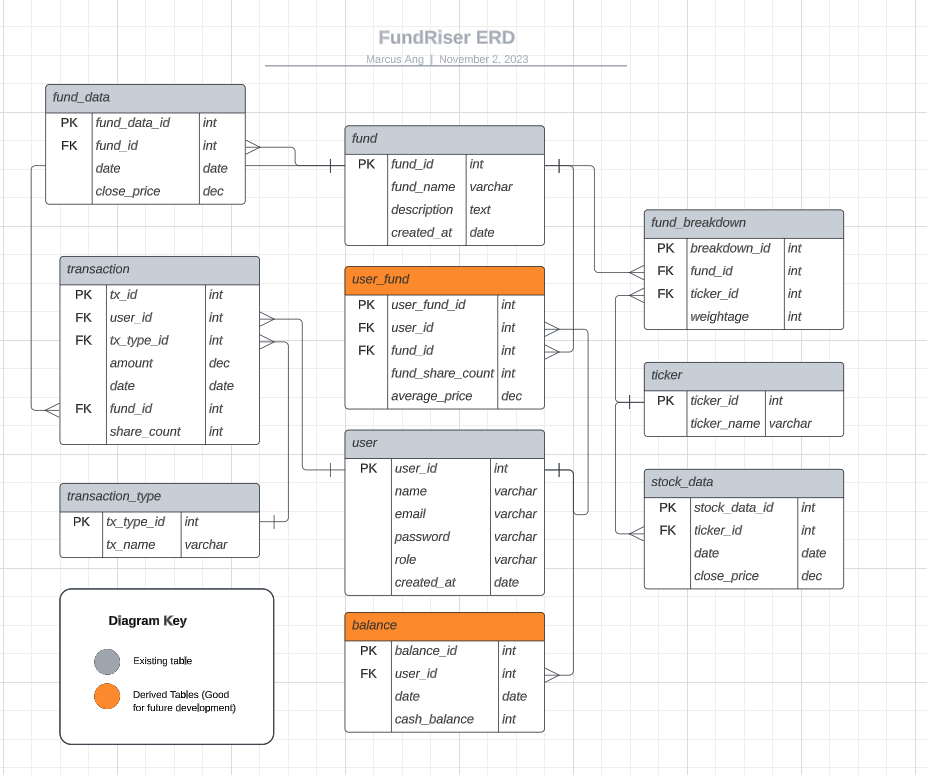 FundRiser ERD
Marcus Ang | November 2, 2023
fund_data
PK fund_data_id int
FK fund_id int
date date
close_price dec
fund
PK fund_id int
fund_name varchar
description text
created_at date
fund_breakdown
PK breakdown_id int
FK fund_id int
FK ticker_id int
weightage int
transaction
PK tx_id int
FK user_id int
FK tx_type_id int
amount dec
date date
FK fund_id int
share_count int
user_fund
PK user_fund_id int
FK user_id int
FK fund_id int
fund_share_count int
average_price dec
ticker
PK ticker_id int
ticker_name varchar
user
PK user_id int
name varchar
email varchar
password varchar
role varchar
created_at date
stock_data
PK stock_data_id int
FK ticker_id int
date date
close_price dec
transaction_type
PK tx_type_id int
tx_name varchar
balance
PK balance_id int
FK user_id int
date date
cash_balance int
Diagram Key
Existing table
Derived Tables (Good
for future development)